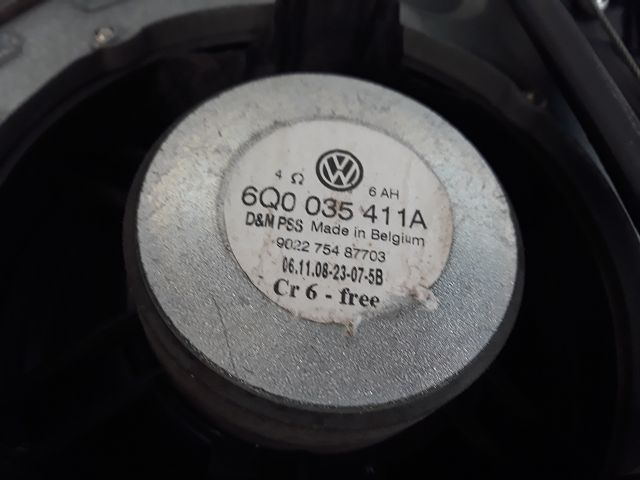 4 Ω 6 AH
6Q0 035 411A
D&M PSS Made in Belgium
9022 754 87703
06.11.08-23-07-5B
Cr 6 - free